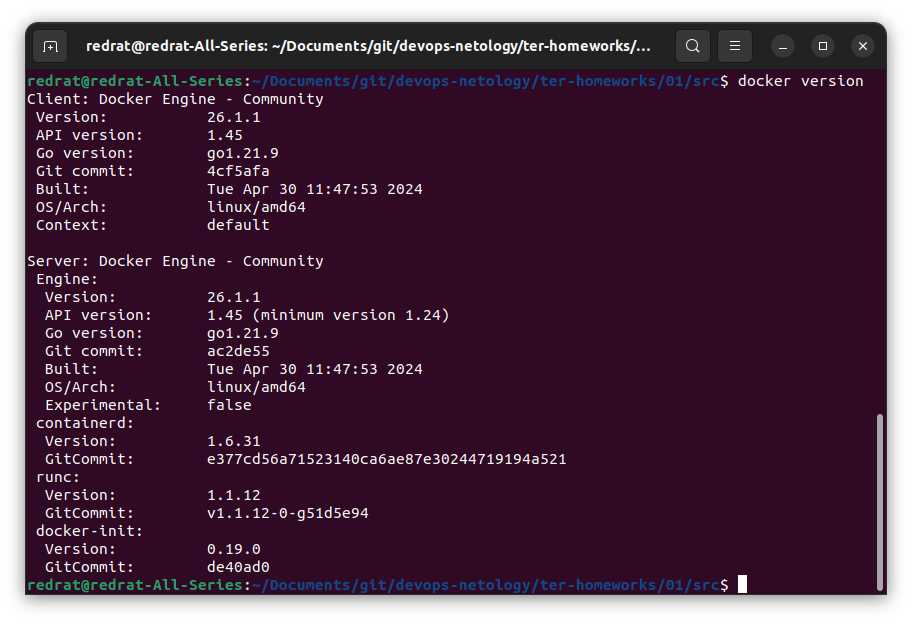 redrat@redrat-All-Series: ~/Documents/git/devops-netology/ter-homeworks/...
redrat@redrat-All-Series:~/Documents/git/devops-netology/ter-homeworks/01/src$ docker version
Client: Docker Engine - Community
 Version:           26.1.1
 API version:       1.45
 Go version:        go1.21.9
 Git commit:        4cf5afa
 Built:             Tue Apr 30 11:47:53 2024
 OS/Arch:           linux/amd64
 Context:           default

Server: Docker Engine - Community
 Engine:
  Version:          26.1.1
  API version:      1.45 (minimum version 1.24)
  Go version:       go1.21.9
  Git commit:       ac2de55
  Built:            Tue Apr 30 11:47:53 2024
  OS/Arch:          linux/amd64
  Experimental:     false
 containerd:
  Version:          1.6.31
  GitCommit:        e377cd56a71523140ca6ae87e30244719194a521
 runc:
  Version:          1.1.12
  GitCommit:        v1.1.12-0-g51d5e94
 docker-init:
  Version:          0.19.0
  GitCommit:        de40ad0
redrat@redrat-All-Series:~/Documents/git/devops-netology/ter-homeworks/01/src$